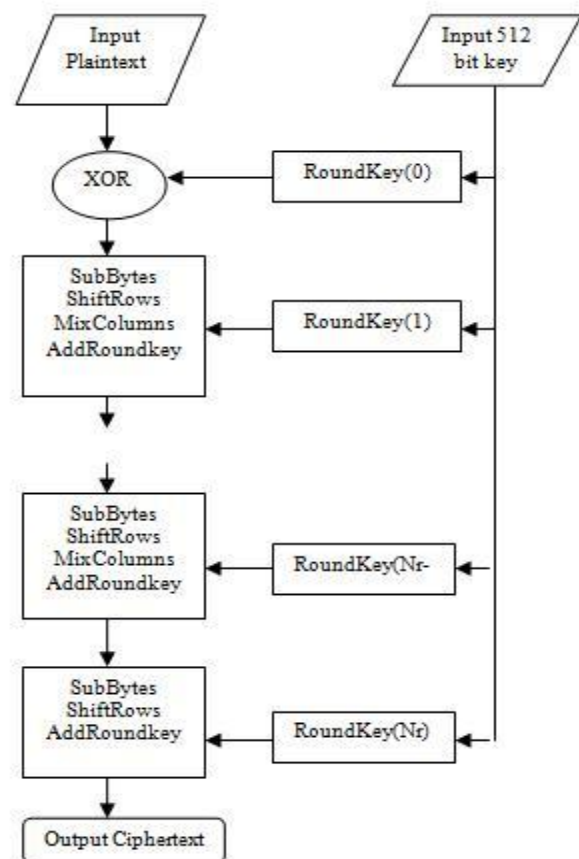 Input
Plaintext
Input 512
bit key
XOR
RoundKey(0)
SubBytes
ShiftRows
MixColumns
AddRoundkey
RoundKey(1)
SubBytes
ShiftRows
MixColumns
AddRoundkey
RoundKey(Nr-
SubBytes
ShiftRows
AddRoundkey
RoundKey(Nr)
Output Ciphertext